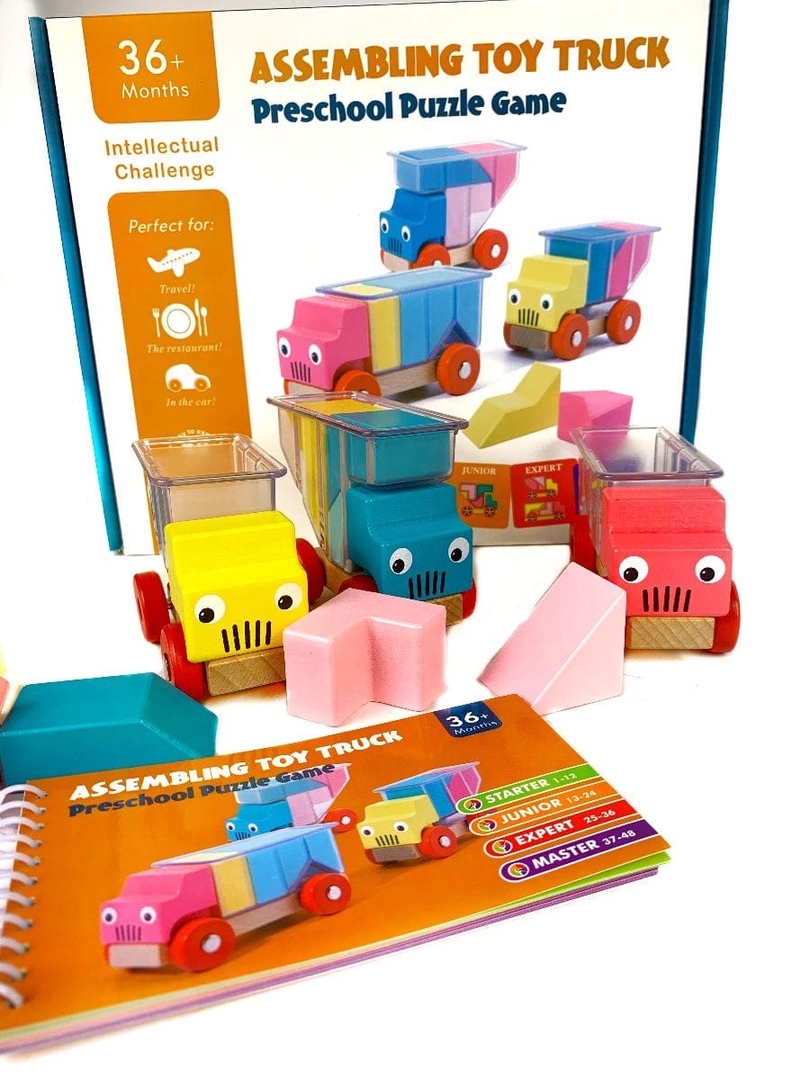 36+
Months
ASSEMBLING TOY TRUCK
Preschool Puzzle Game
Intellectual
Challenge
Perfect for:
Travel!
The restaurant!
In the car!
JUNIOR
EXPERT
36+
Months
ASSEMBLING TOY TRUCK
Preschool Puzzle Game
STARTER 1-12
JUNIOR 13-24
EXPERT 25-36
MASTER 37-48